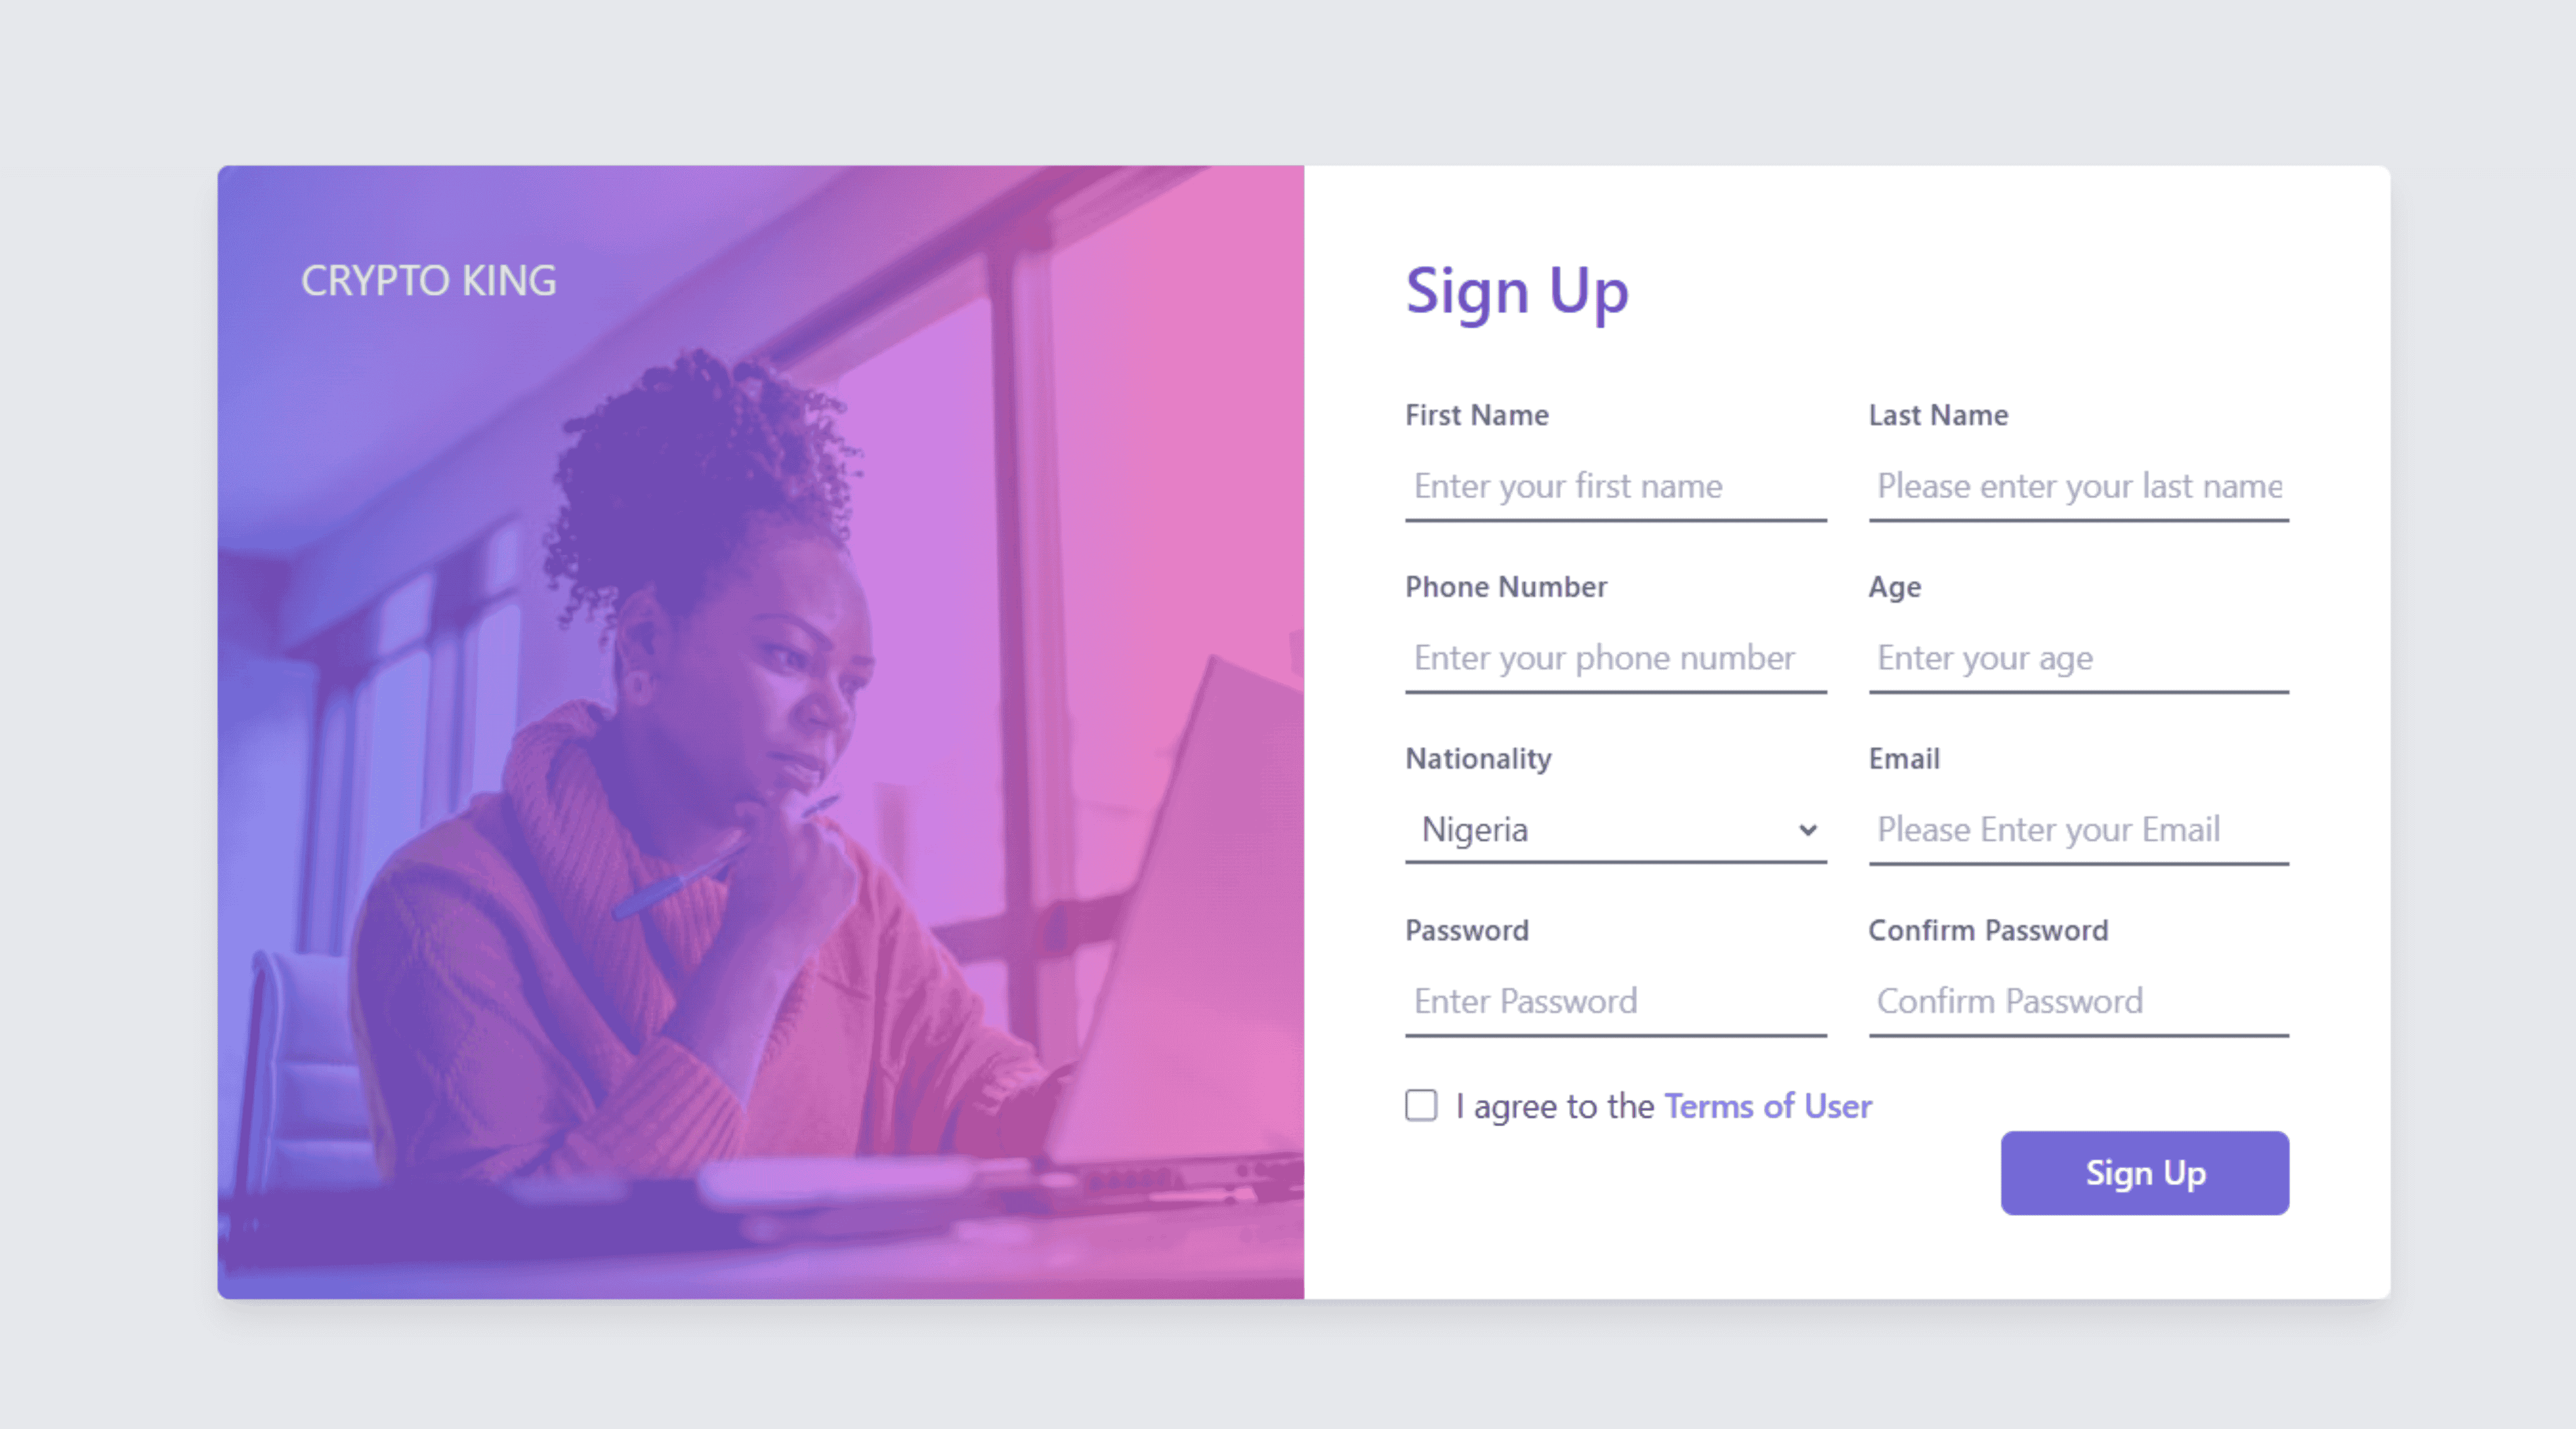 CRYPTO KING
Sign Up
First Name
Last Name
Enter your first name
Please enter your last name
Phone Number
Age
Enter your phone number
Enter your age
Nationality
Email
Nigeria
Please Enter your Email
Password
Confirm Password
Enter Password
Confirm Password
I agree to the Terms of User
Sign Up